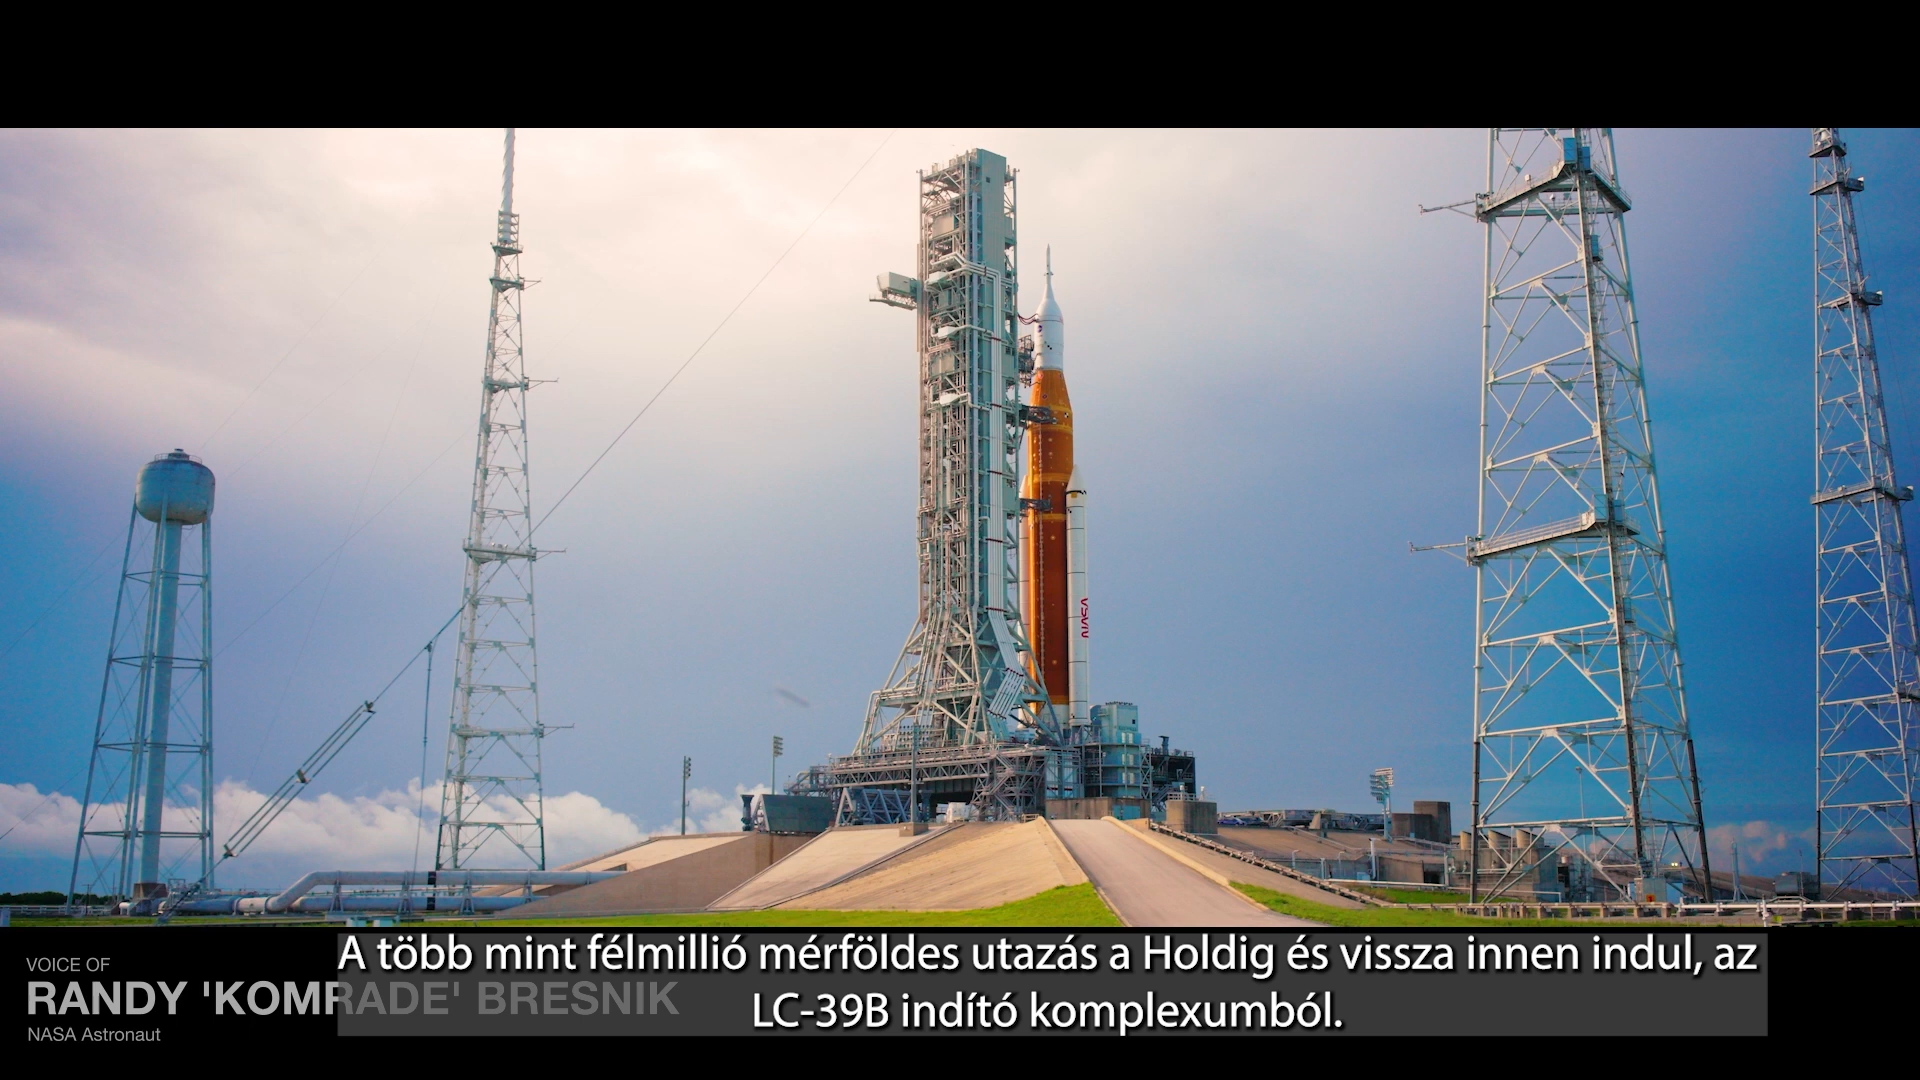 NASA
VOICE OF
RANDY 'KOMRADE' BRESNIK
NASA Astronaut
A több mint félmillió mérföldes utazás a Holdig és vissza innen indul, az
LC-39B indító komplexumból.